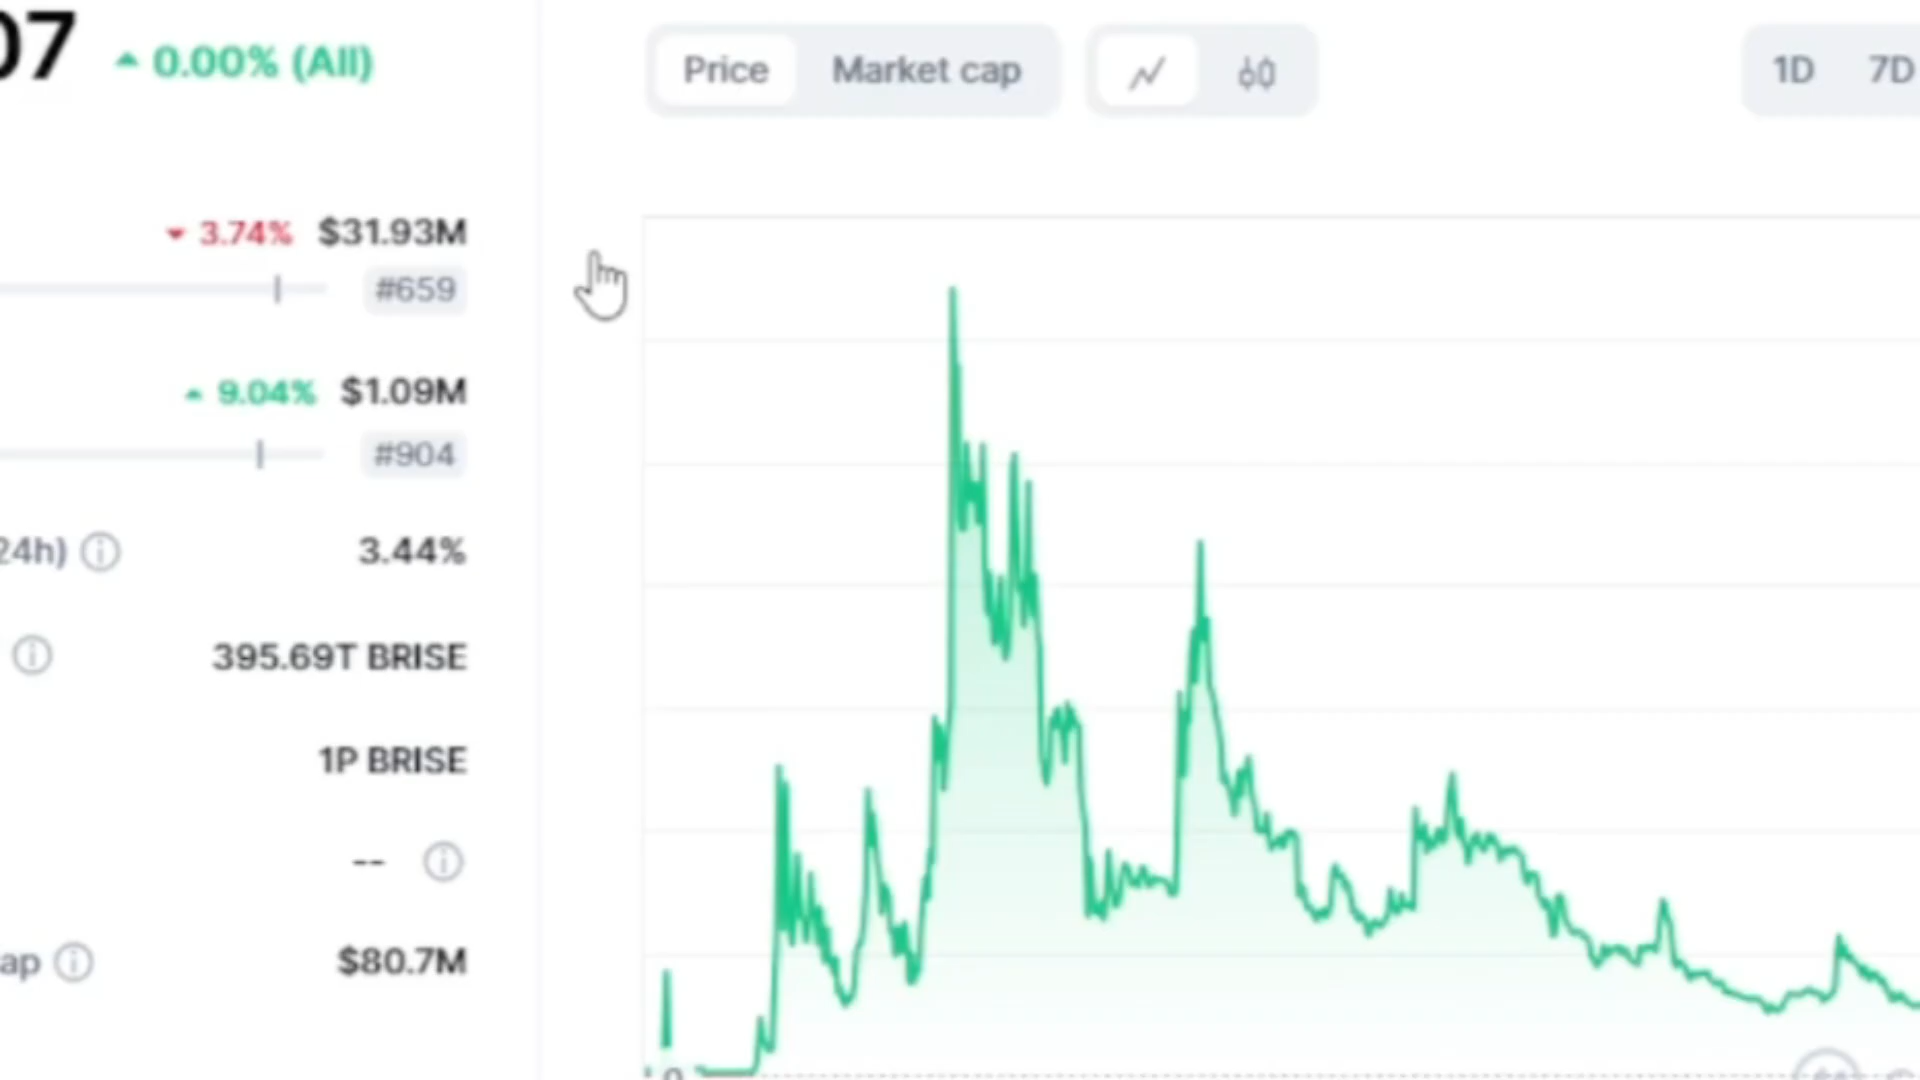 07 0.00% (All)
Price Market cap 1D 7D
3.74% $31.93M
#659
9.04% $1.09M
#904
24h) 3.44%
395.69T BRISE
1P BRISE
--
ap $80.7M
0